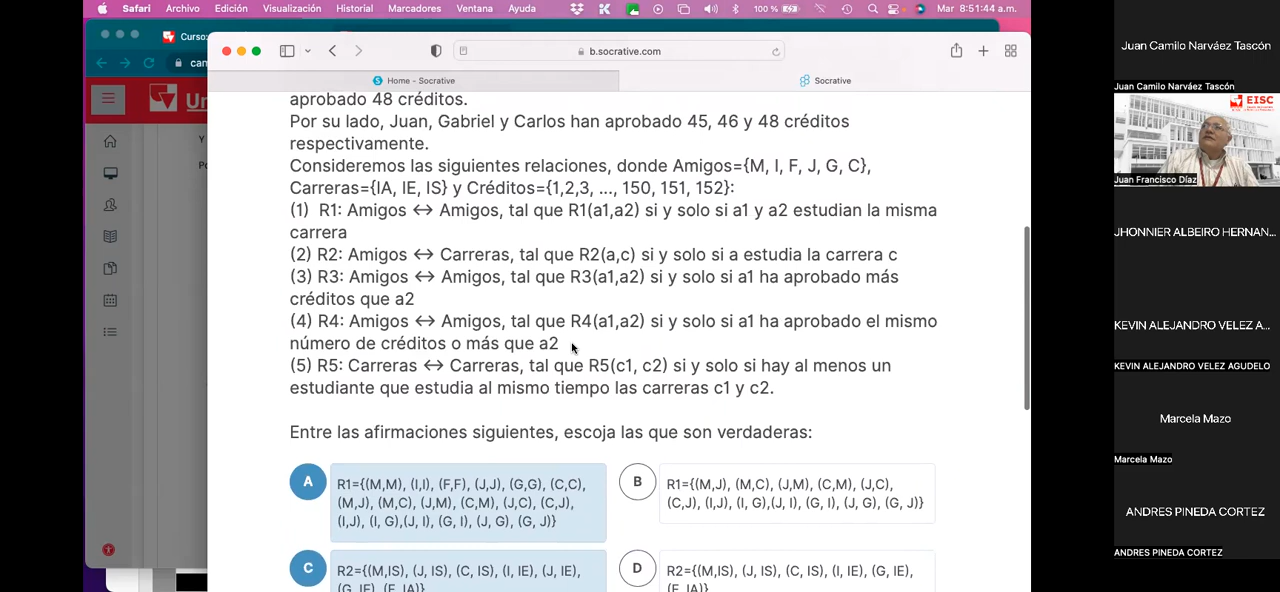 Safari Archivo Edición Visualización Historial Marcadores Ventana Ayuda 100 % Mar 8:51:44 a.m.
Curso:
can
b.socrative.com
Home - Socrative
Socrative
Un
aprobado 48 créditos.
Por su lado, Juan, Gabriel y Carlos han aprobado 45, 46 y 48 créditos
respectivamente.
Consideremos las siguientes relaciones, donde Amigos={M, I, F, J, G, C},
Carreras={IA, IE, IS} y Créditos={1,2,3, ..., 150, 151, 152}:
(1) R1: Amigos ↔ Amigos, tal que R1(a1,a2) si y solo si a1 y a2 estudian la misma
carrera
(2) R2: Amigos ↔ Carreras, tal que R2(a,c) si y solo si a estudia la carrera c
(3) R3: Amigos ↔ Amigos, tal que R3(a1,a2) si y solo si a1 ha aprobado más
créditos que a2
(4) R4: Amigos ↔ Amigos, tal que R4(a1,a2) si y solo si a1 ha aprobado el mismo
número de créditos o más que a2
(5) R5: Carreras ↔ Carreras, tal que R5(c1, c2) si y solo si hay al menos un
estudiante que estudia al mismo tiempo las carreras c1 y c2.
Entre las afirmaciones siguientes, escoja las que son verdaderas:
A
R1={(M,M), (I,I), (F,F), (J,J), (G,G), (C,C),
(M,J), (M,C), (J,M), (C,M), (J,C), (C,J),
(I,J), (I, G),(J, I), (G, I), (J, G), (G, J)}
B
R1={(M,J), (M,C), (J,M), (C,M), (J,C),
(C,J), (I,J), (I, G),(J, I), (G, I), (J, G), (G, J)}
C
R2={(M,IS), (J, IS), (C, IS), (I, IE), (J, IE),
(G, IE), (F, IA)}
D
R2={(M,IS), (J, IS), (C, IS), (I, IE), (G, IE),
(F, IA)}
Juan Camilo Narváez Tascón
Juan Camilo Narváez Tascón
EISC
Juan Francisco Díaz
JHONNIER ALBEIRO HERNAN...
KEVIN ALEJANDRO VELEZ A...
KEVIN ALEJANDRO VELEZ AGUDELO
Marcela Mazo
Marcela Mazo
ANDRES PINEDA CORTEZ
ANDRES PINEDA CORTEZ